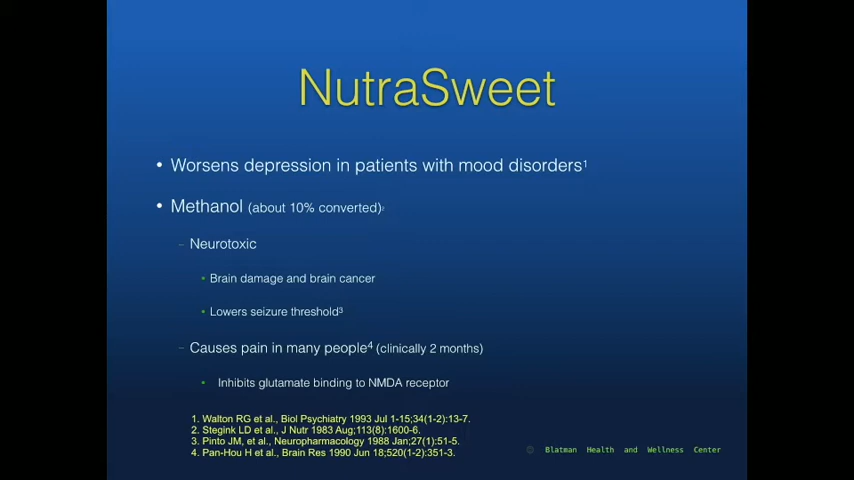 NutraSweet
• Worsens depression in patients with mood disorders¹
• Methanol (about 10% converted)²
– Neurotoxic
• Brain damage and brain cancer
• Lowers seizure threshold³
– Causes pain in many people⁴ (clinically 2 months)
• Inhibits glutamate binding to NMDA receptor
1. Walton RG et al., Biol Psychiatry 1993 Jul 1-15;34(1-2):13-7.
2. Stegink LD et al., J Nutr 1983 Aug;113(8):1600-6.
3. Pinto JM, et al., Neuropharmacology 1988 Jan;27(1):51-5.
4. Pan-Hou H et al., Brain Res 1990 Jun 18;520(1-2):351-3.
© Blatman Health and Wellness Center